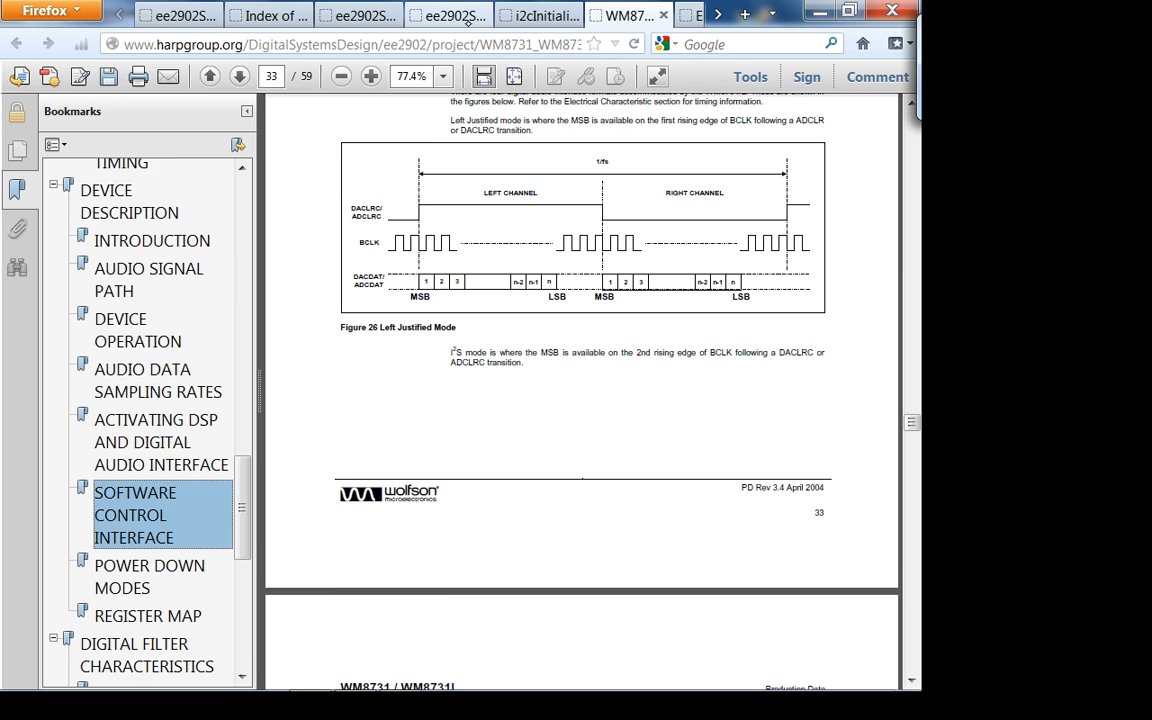 Firefox
ee2902S...
Index of ...
ee2902S...
ee2902S...
i2cInitiali...
WM87...
E
www.harpgroup.org/DigitalSystemsDesign/ee2902/project/WM8731_WM873
Google
33 / 59
77.4%
Tools
Sign
Comment
Bookmarks
TIMING
DEVICE
DESCRIPTION
INTRODUCTION
AUDIO SIGNAL
PATH
DEVICE
OPERATION
AUDIO DATA
SAMPLING RATES
ACTIVATING DSP
AND DIGITAL
AUDIO INTERFACE
SOFTWARE
CONTROL
INTERFACE
POWER DOWN
MODES
REGISTER MAP
DIGITAL FILTER
CHARACTERISTICS
the figures below. Refer to the Electrical Characteristic section for timing information.
Left Justified mode is where the MSB is available on the first rising edge of BCLK following a ADCLR
or DACLRC transition.
1/fs
LEFT CHANNEL
RIGHT CHANNEL
DACLRC/
ADCLRC
BCLK
DACDAT/
ADCDAT
1 2 3 n-2 n-1 n 1 2 3 n-2 n-1 n
MSB LSB MSB LSB
Figure 26 Left Justified Mode
I²S mode is where the MSB is available on the 2nd rising edge of BCLK following a DACLRC or
ADCLRC transition.
wolfson
microelectronics
PD Rev 3.4 April 2004
33
WM8731 / WM8731L
Production Data